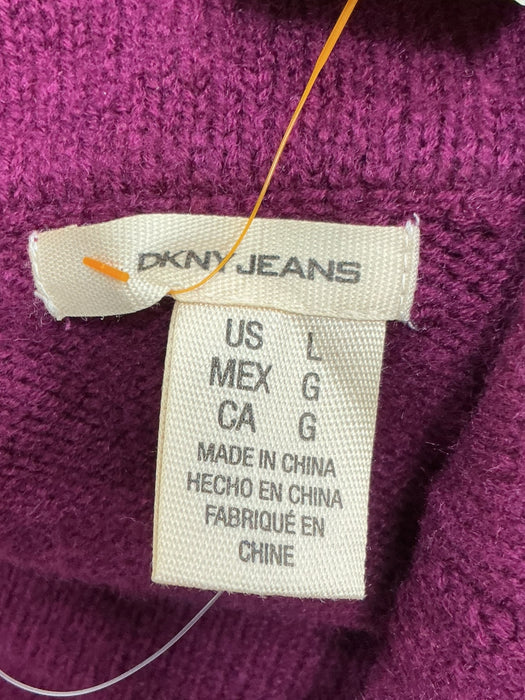 DKNY JEANS
US L
MEX G
CA G
MADE IN CHINA
HECHO EN CHINA
FABRIQUÉ EN
CHINE